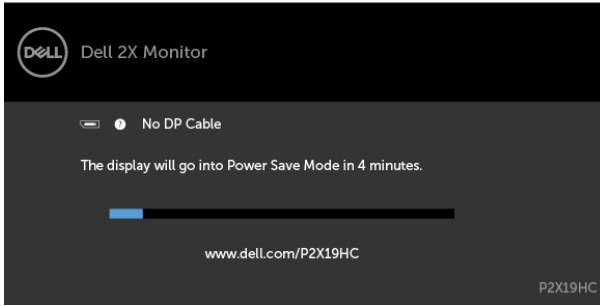 DELL
Dell 2X Monitor
? No DP Cable
The display will go into Power Save Mode in 4 minutes.
www.dell.com/P2X19HC
P2X19HC